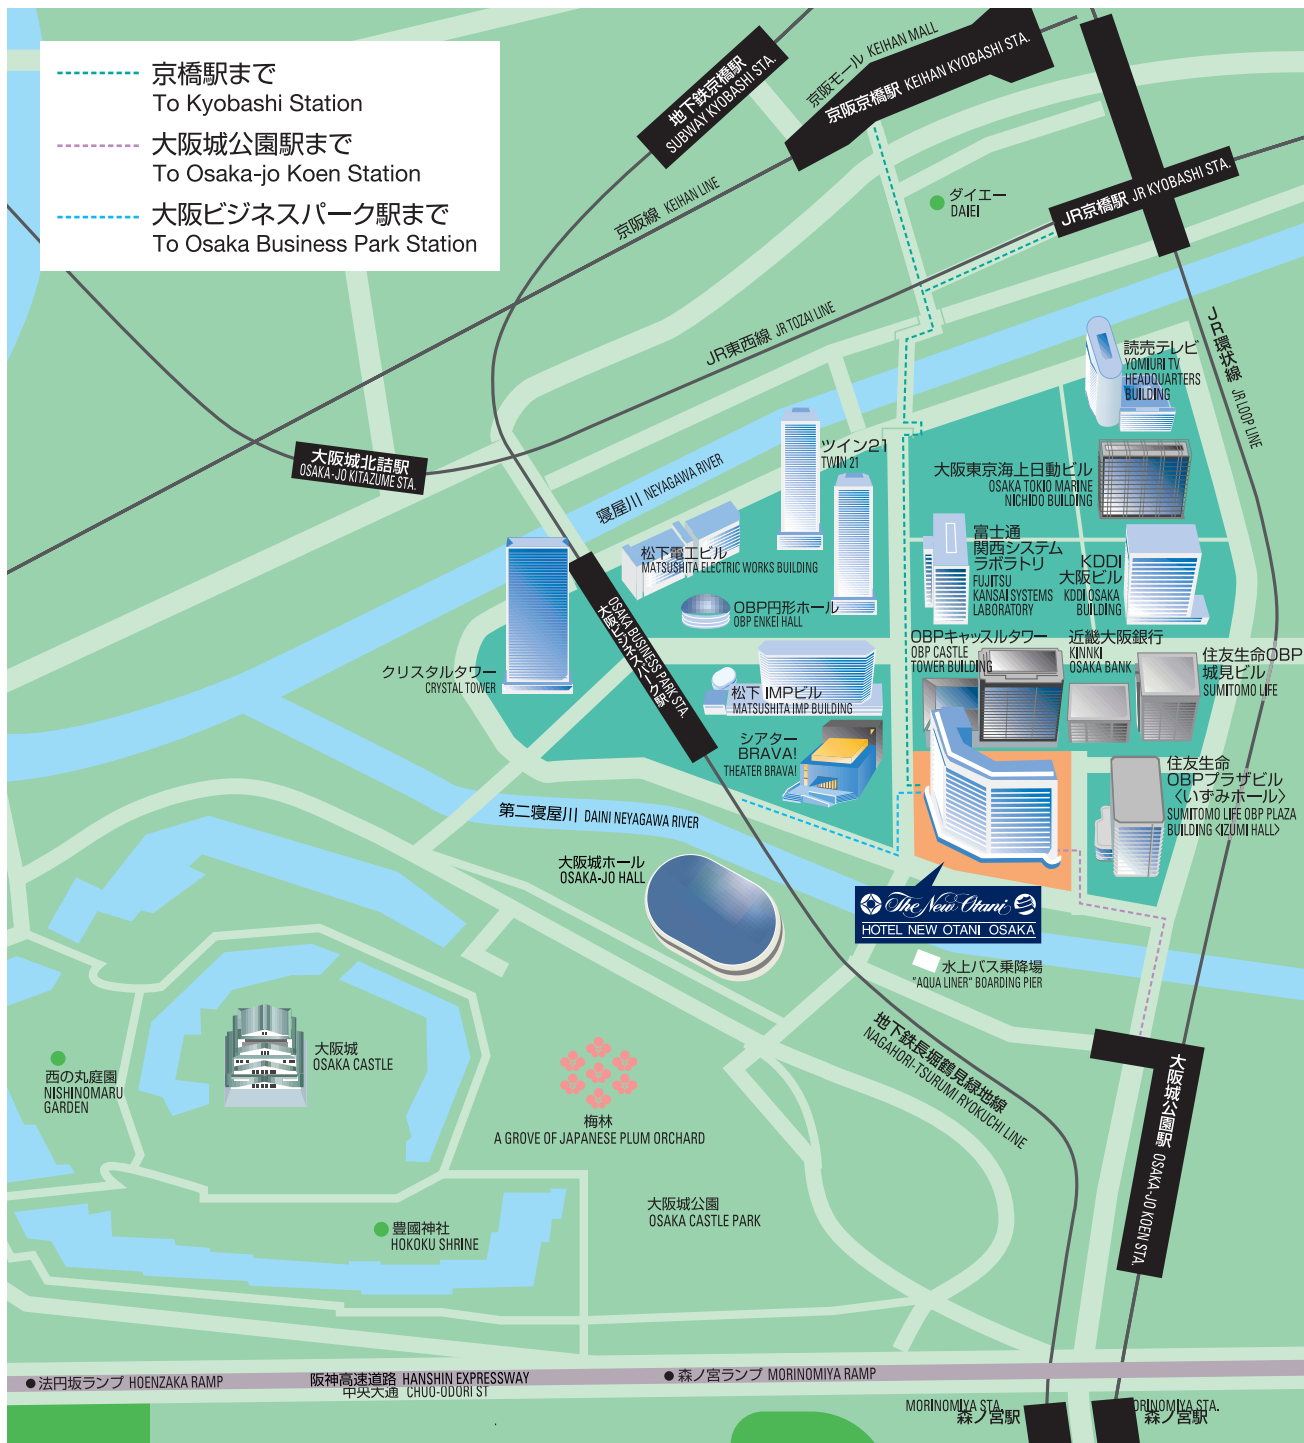 京橋駅まで
To Kyobashi Station
大阪城公園駅まで
To Osaka-jo Koen Station
大阪ビジネスパーク駅まで
To Osaka Business Park Station
地下鉄京橋駅
SUBWAY KYOBASHI STA.
京阪モール KEIHAN MALL
京阪京橋駅 KEIHAN KYOBASHI STA.
京阪線 KEIHAN LINE
ダイエー
DAIEI
JR京橋駅 JR KYOBASHI STA.
JR東西線 JR TOZAI LINE
JR環状線 JR LOOP LINE
読売テレビ
YOMIURI TV
HEADQUARTERS
BUILDING
大阪城北詰駅
OSAKA-JO KITAZUME STA.
寝屋川 NEYAGAWA RIVER
ツイン21
TWIN 21
大阪東京海上日動ビル
OSAKA TOKIO MARINE
NICHIDO BUILDING
松下電工ビル
MATSUSHITA ELECTRIC WORKS BUILDING
富士通
関西システム
ラボラトリ
FUJITSU
KANSAI SYSTEMS
LABORATORY
KDDI
大阪ビル
KDDI OSAKA
BUILDING
OBP円形ホール
OBP ENKEI HALL
大阪ビジネスパーク駅
OSAKA BUSINESS PARK STA.
クリスタルタワー
CRYSTAL TOWER
OBPキャッスルタワー
OBP CASTLE
TOWER BUILDING
近畿大阪銀行
KINNKI
OSAKA BANK
住友生命OBP
城見ビル
SUMITOMO LIFE
松下 IMPビル
MATSUSHITA IMP BUILDING
シアター
BRAVA!
THEATER BRAVA!
住友生命
OBPプラザビル
〈いずみホール〉
SUMITOMO LIFE OBP PLAZA
BUILDING <IZUMI HALL>
第二寝屋川 DAINI NEYAGAWA RIVER
大阪城ホール
OSAKA-JO HALL
The New Otani
HOTEL NEW OTANI OSAKA
水上バス乗降場
"AQUA LINER" BOARDING PIER
地下鉄長堀鶴見緑地線
NAGAHORI-TSURUMI RYOKUCHI LINE
大阪城公園駅 OSAKA-JO KOEN STA.
大阪城
OSAKA CASTLE
西の丸庭園
NISHINOMARU
GARDEN
梅林
A GROVE OF JAPANESE PLUM ORCHARD
大阪城公園
OSAKA CASTLE PARK
豊國神社
HOKOKU SHRINE
法円坂ランプ HOENZAKA RAMP
阪神高速道路 HANSHIN EXPRESSWAY
中央大通 CHUO-ODORI ST
森ノ宮ランプ MORINOMIYA RAMP
MORINOMIYA STA.
森ノ宮駅
ORINOMIYA STA.
森ノ宮駅